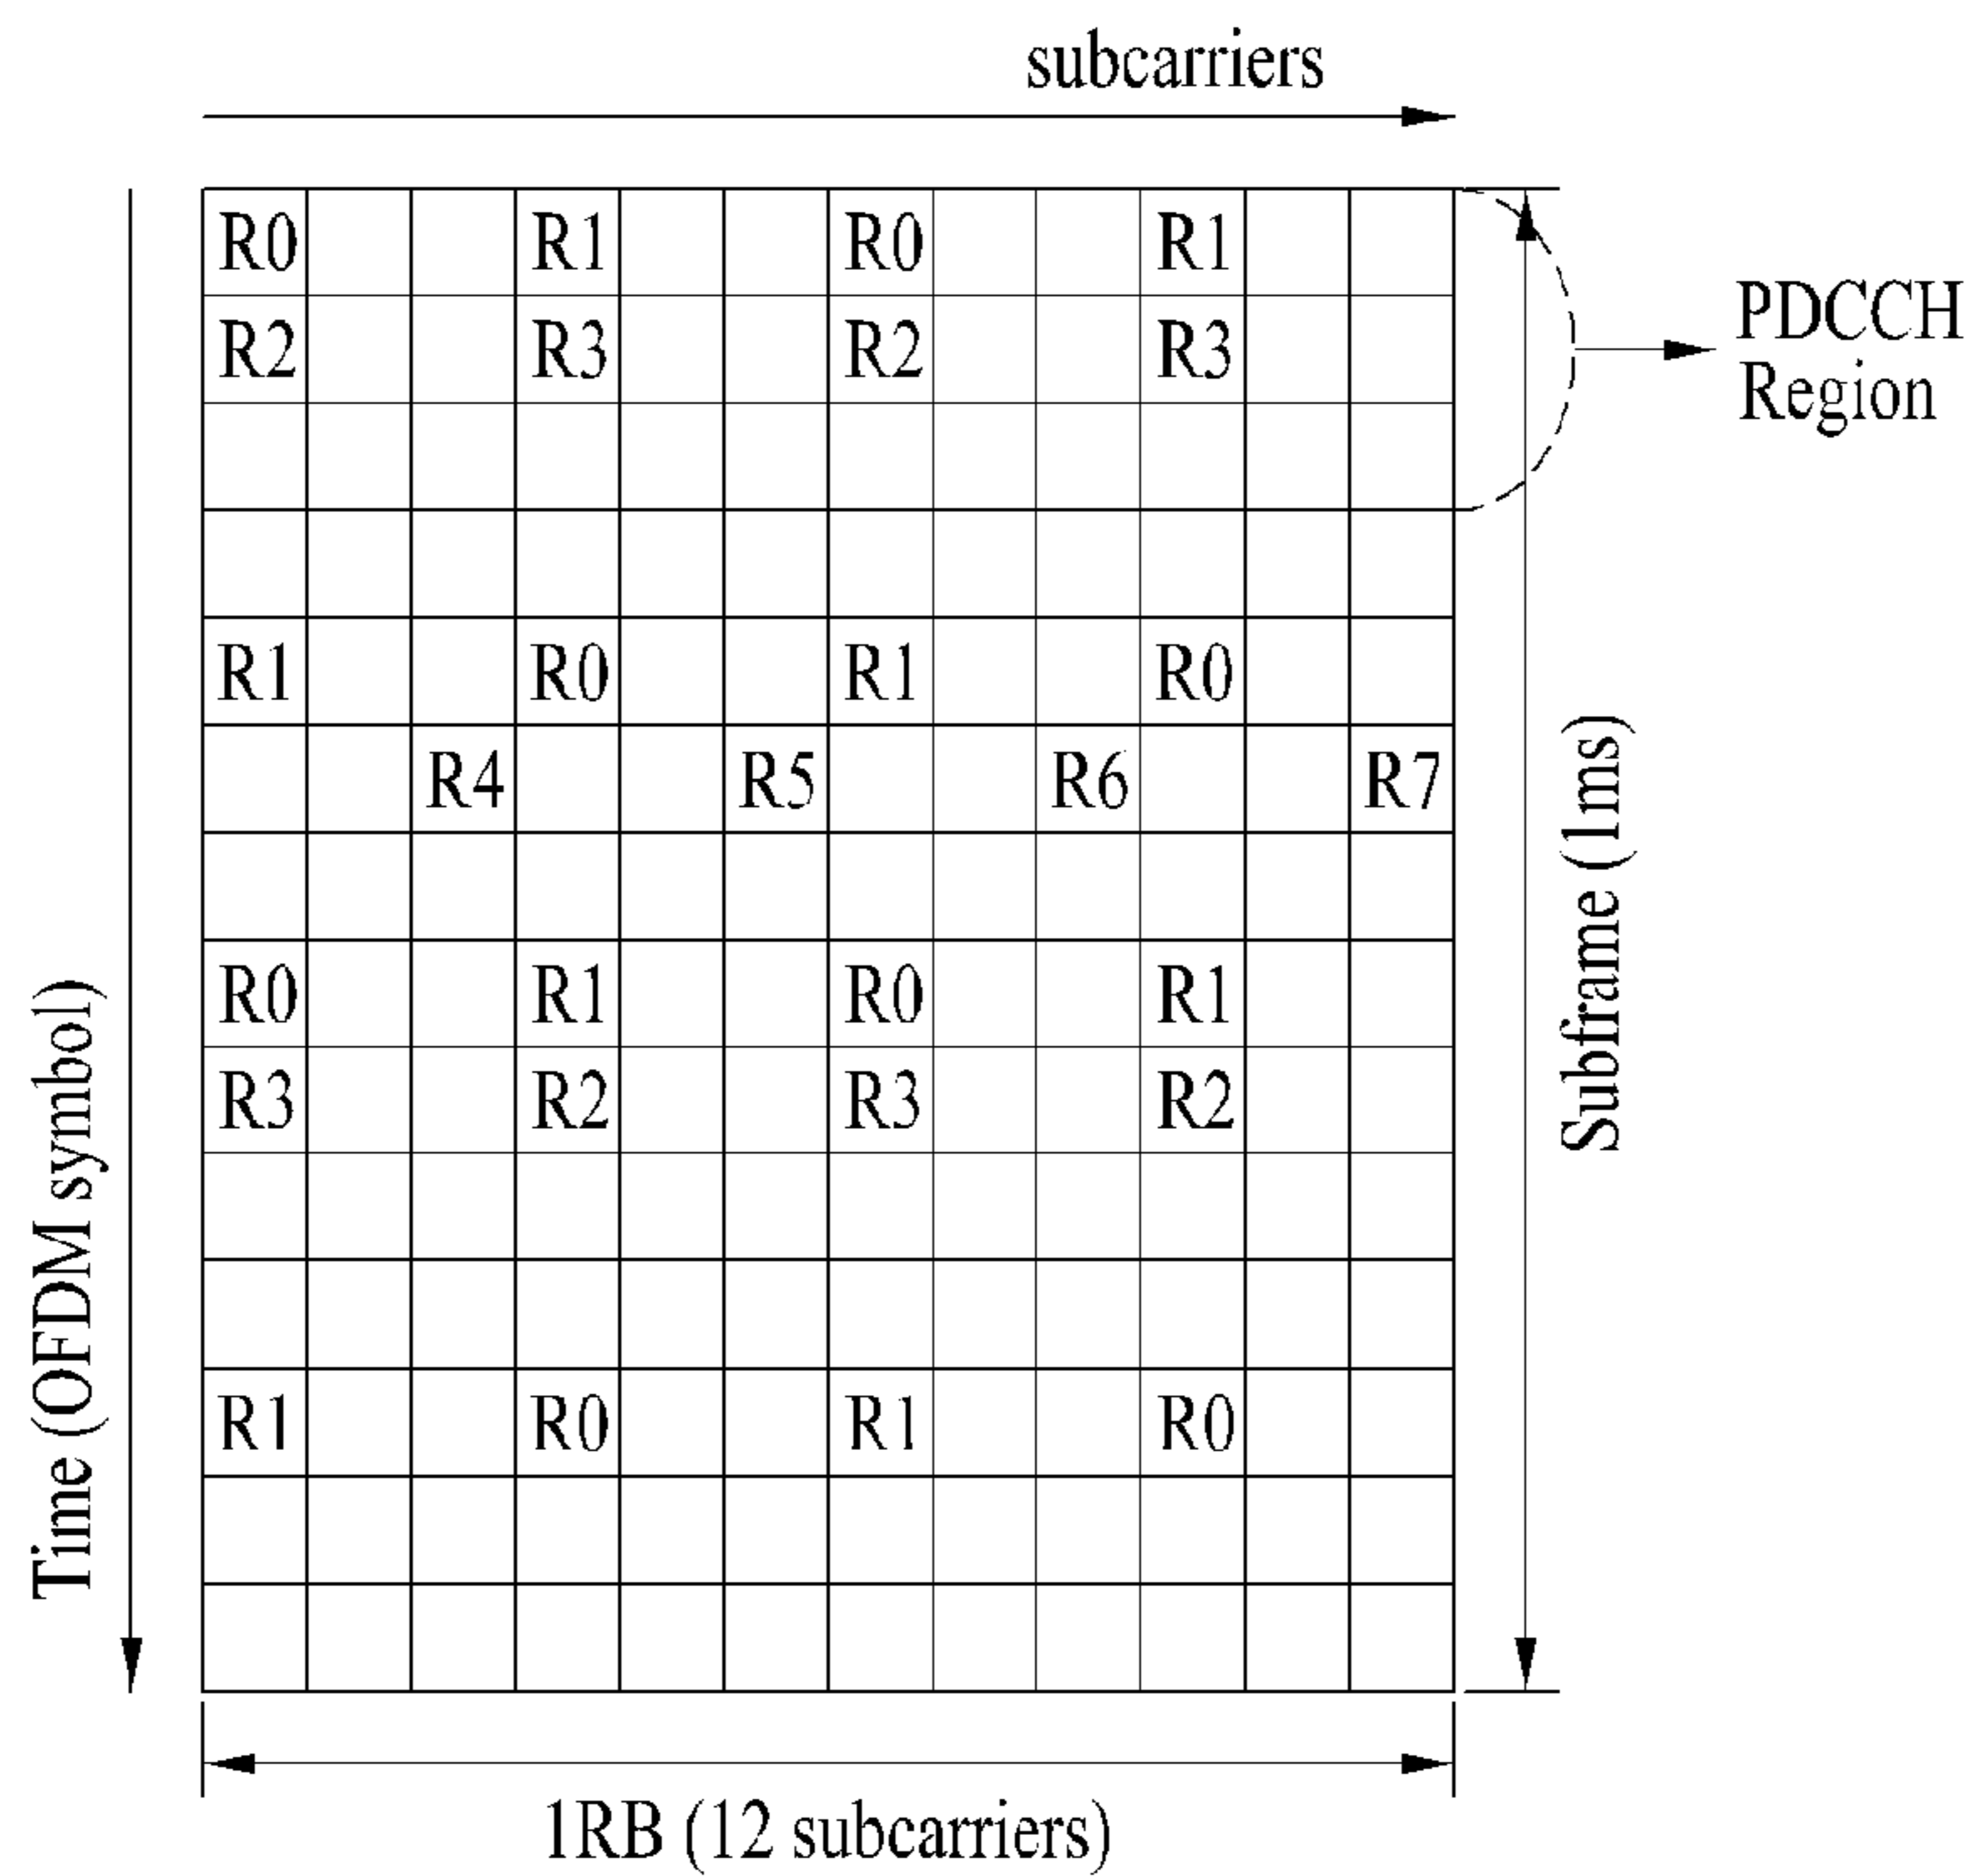 subcarriers
R0 R1 R0 R1
R2 R3 R2 R3
PDCCH
Region
R1 R0 R1 R0
R4 R5 R6 R7
R0 R1 R0 R1
R3 R2 R3 R2
R1 R0 R1 R0
Time (OFDM symbol)
Subframe (1ms)
1RB (12 subcarriers)